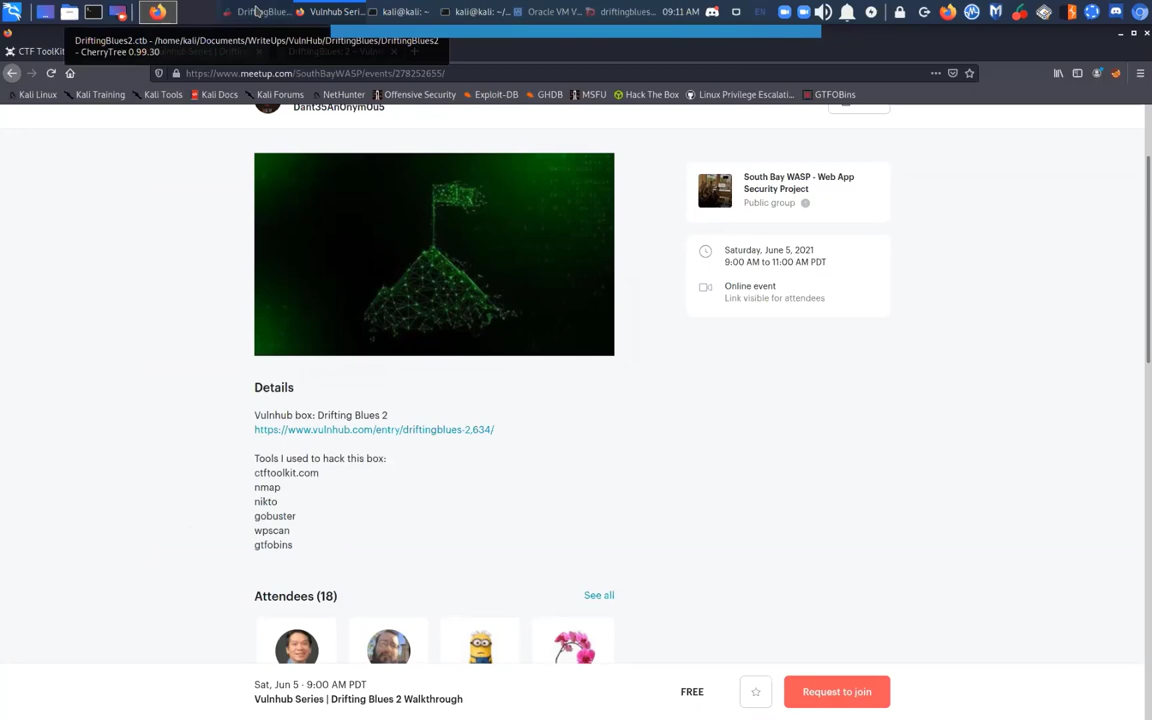 DriftingBlue...
Vulnhub Seri...
kali@kali: ~
kali@kali: ~/...
Oracle VM V...
driftingblues...
09:11 AM
EN
DriftingBlues2.ctb - /home/kali/Documents/WriteUps/VulnHub/DriftingBlues/DriftingBlues2
- CherryTree 0.99.30
CTF ToolKit
https://www.meetup.com/SouthBayWASP/events/278252655/
Kali Linux
Kali Training
Kali Tools
Kali Docs
Kali Forums
NetHunter
Offensive Security
Exploit-DB
GHDB
MSFU
Hack The Box
Linux Privilege Escalati...
GTFOBins
Dant35An0nym0u5
South Bay WASP - Web App
Security Project
Public group
Saturday, June 5, 2021
9:00 AM to 11:00 AM PDT
Online event
Link visible for attendees
Details
Vulnhub box: Drifting Blues 2
https://www.vulnhub.com/entry/driftingblues-2,634/
Tools I used to hack this box:
ctftoolkit.com
nmap
nikto
gobuster
wpscan
gtfobins
Attendees (18)
See all
Sat, Jun 5 - 9:00 AM PDT
Vulnhub Series | Drifting Blues 2 Walkthrough
FREE
Request to join